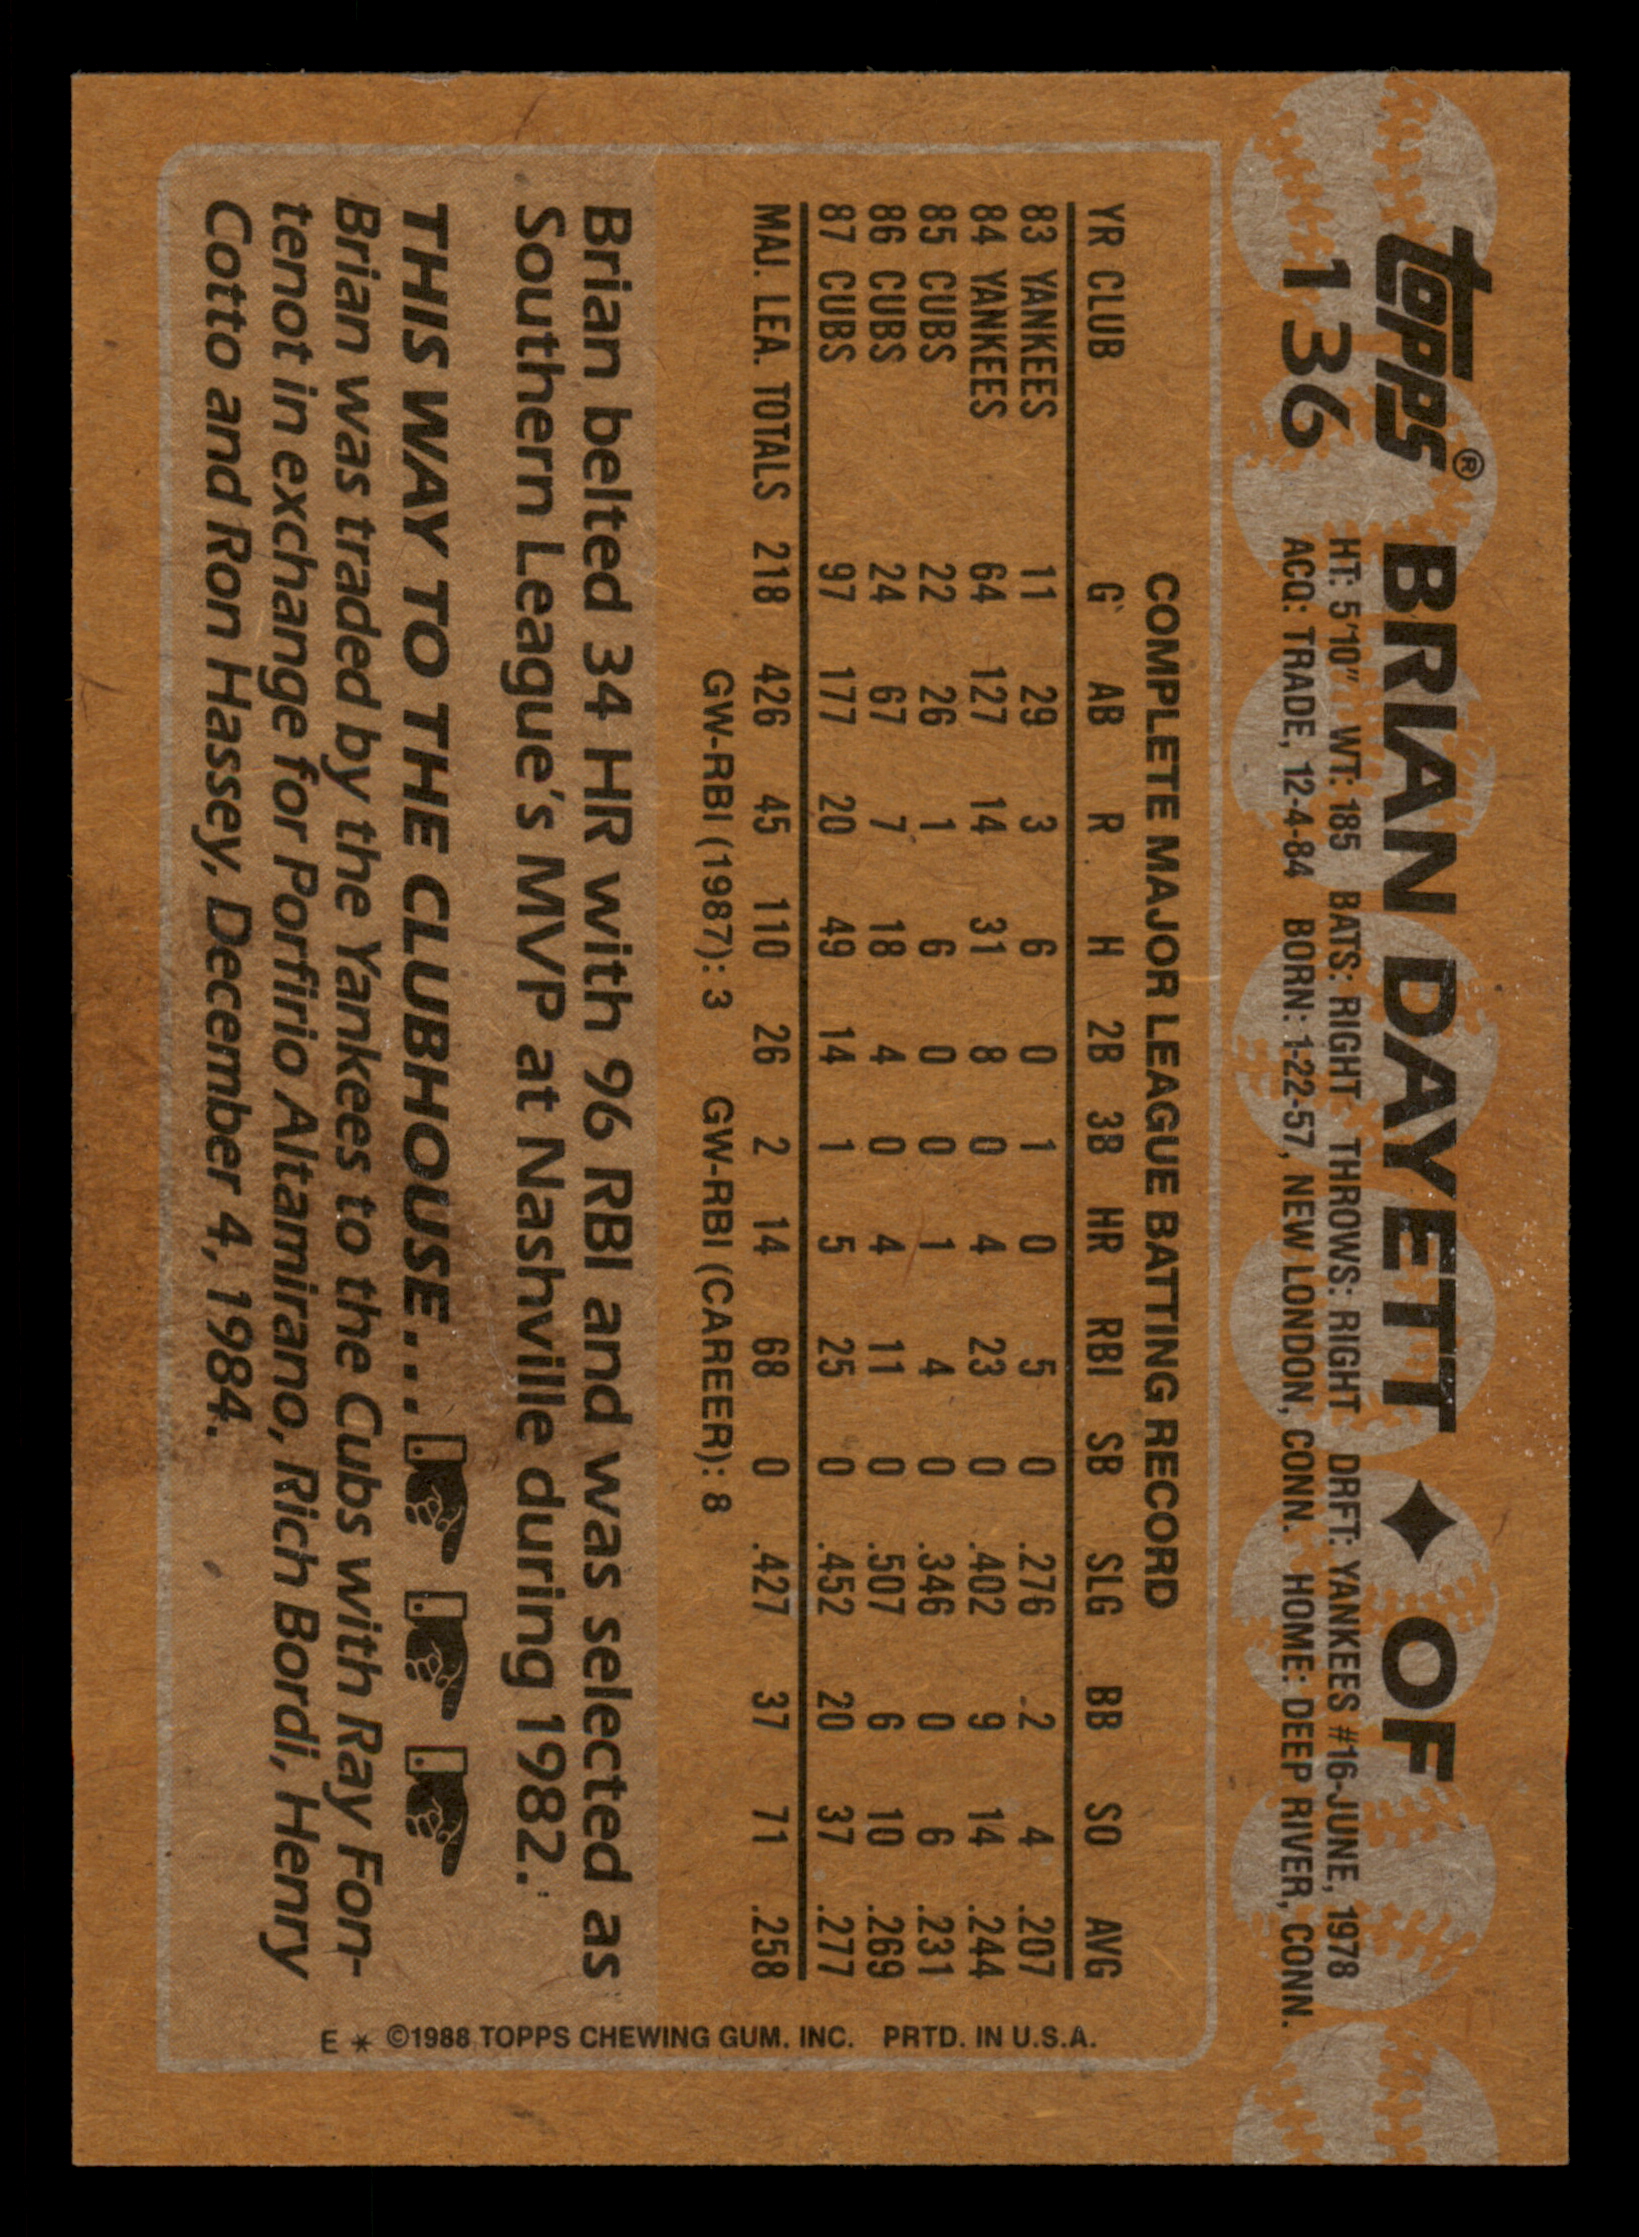 topps® BRIAN DAYETT ✦ OF
136 HT: 5'10" WT: 185 BATS: RIGHT THROWS: RIGHT DRFT: YANKEES #16-JUNE, 1978
ACQ: TRADE, 12-4-84 BORN: 1-22-57, NEW LONDON, CONN. HOME: DEEP RIVER, CONN.
COMPLETE MAJOR LEAGUE BATTING RECORD
YR CLUB G AB R H 2B 3B HR RBI SB SLG BB SO AVG
83 YANKEES 11 29 3 6 0 1 0 5 0 .276 2 4 .207
84 YANKEES 64 127 14 31 8 0 4 23 0 .402 9 14 .244
85 CUBS 22 26 1 6 0 0 1 4 0 .346 0 6 .231
86 CUBS 24 67 7 18 4 0 4 11 0 .507 6 10 .269
87 CUBS 97 177 20 49 14 1 5 25 0 .452 20 37 .277
MAJ. LEA. TOTALS 218 426 45 110 26 2 14 68 0 .427 37 71 .258
GW-RBI (1987): 3 GW-RBI (CAREER): 8
Brian belted 34 HR with 96 RBI and was selected as
Southern League's MVP at Nashville during 1982.
THIS WAY TO THE CLUBHOUSE...
Brian was traded by the Yankees to the Cubs with Ray Fon-
tenot in exchange for Porfirio Altamirano, Rich Bordi, Henry
Cotto and Ron Hassey, December 4, 1984.
E * ©1988 TOPPS CHEWING GUM, INC. PRTD. IN U.S.A.